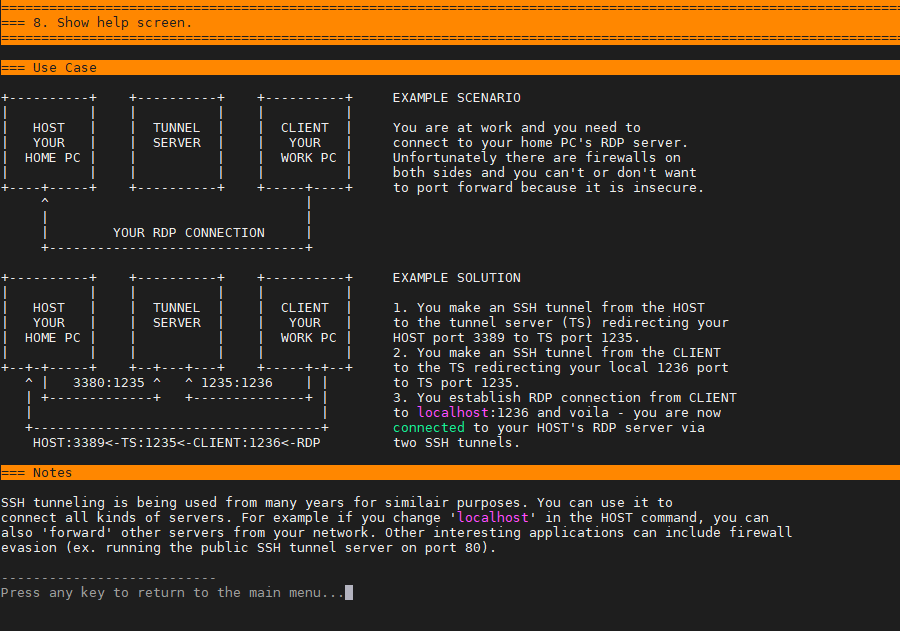 === 8. Show help screen.
=== Use Case
+----------+    +----------+    +----------+     EXAMPLE SCENARIO
|          |    |          |    |          |
|   HOST   |    |  TUNNEL  |    |  CLIENT  |     You are at work and you need to
|   YOUR   |    |  SERVER  |    |   YOUR   |     connect to your home PC's RDP server.
|  HOME PC |    |          |    |  WORK PC |     Unfortunately there are firewalls on
|          |    |          |    |          |     both sides and you can't or don't want
+----+-----+    +----------+    +-----+----+     to port forward because it is insecure.
     ^                                |
     |                                |
     |        YOUR RDP CONNECTION     |
     +--------------------------------+
+----------+    +----------+    +----------+     EXAMPLE SOLUTION
|          |    |          |    |          |
|   HOST   |    |  TUNNEL  |    |  CLIENT  |     1. You make an SSH tunnel from the HOST
|   YOUR   |    |  SERVER  |    |   YOUR   |     to the tunnel server (TS) redirecting your
|  HOME PC |    |          |    |  WORK PC |     HOST port 3389 to TS port 1235.
|          |    |          |    |          |     2. You make an SSH tunnel from the CLIENT
+--+-+-----+    +--+---+---+    +-----+-+--+     to the TS redirecting your local 1236 port
   ^ |   3380:1235 ^   ^ 1235:1236    | |        to TS port 1235.
   | +-------------+   +--------------+ |        3. You establish RDP connection from CLIENT
   |                                    |        to localhost:1236 and voila - you are now
   +------------------------------------+        connected to your HOST's RDP server via
    HOST:3389<-TS:1235<-CLIENT:1236<-RDP         two SSH tunnels.
=== Notes
SSH tunneling is being used from many years for similair purposes. You can use it to
connect all kinds of servers. For example if you change 'localhost' in the HOST command, you can
also 'forward' other servers from your network. Other interesting applications can include firewall
evasion (ex. running the public SSH tunnel server on port 80).
---------------------------
Press any key to return to the main menu...